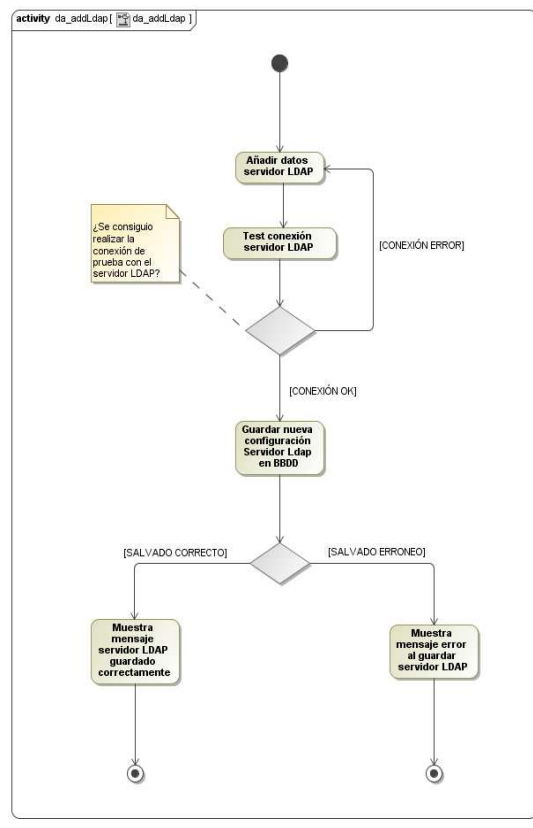 activity da_addLdap [ da_addLdap ]
Añadir datos
servidor LDAP
¿Se consiguio
realizar la
conexión de
prueba con el
servidor LDAP?
Test conexión
servidor LDAP
[CONEXIÓN ERROR]
[CONEXIÓN OK]
Guardar nueva
configuración
Servidor Ldap
en BBDD
[SALVADO CORRECTO]
[SALVADO ERRONEO]
Muestra
mensaje
servidor LDAP
guardado
correctamente
Muestra
mensaje error
al guardar
servidor LDAP